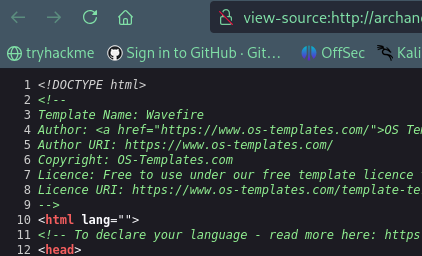 view-source:http://archan
tryhackme Sign in to GitHub · Git… OffSec Kali
1 <!DOCTYPE html>
2 <!--
3 Template Name: Wavefire
4 Author: <a href="https://www.os-templates.com/">OS Tem
5 Author URI: https://www.os-templates.com/
6 Copyright: OS-Templates.com
7 Licence: Free to use under our free template licence
8 Licence URI: https://www.os-templates.com/template-te
9 -->
10 <html lang="">
11 <!-- To declare your language - read more here: https
12 <head>